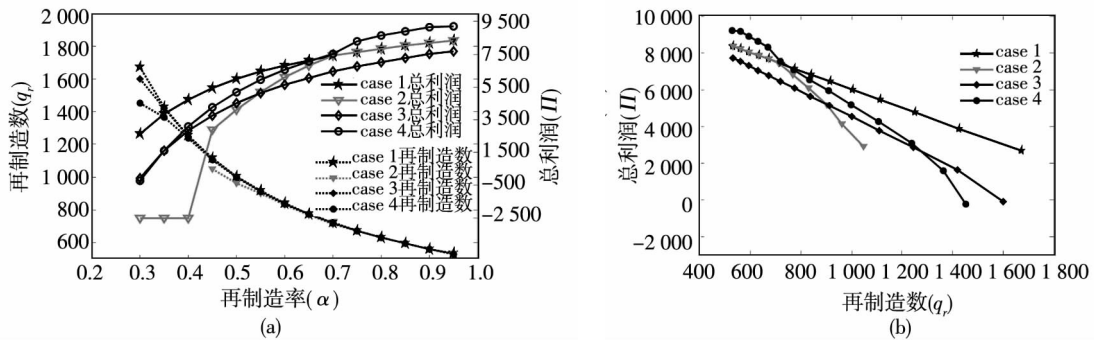 2 000
1 800
1 600
1 400
1 200
1 000
800
600
再制造数(qᵣ)
9 500
7 500
5 500
3 500
1 500
−500
−2 500
总利润(Π)
case 1总利润
case 2总利润
case 3总利润
case 4总利润
case 1再制造数
case 2再制造数
case 3再制造数
case 4再制造数
0.2 0.3 0.4 0.5 0.6 0.7 0.8 0.9 1.0
再制造率(α)
(a)
10 000
8 000
6 000
4 000
2 000
0
−2 000
总利润(Π)
case 1
case 2
case 3
case 4
400 600 800 1 000 1 200 1 400 1 600 1 800
再制造数(qᵣ)
(b)